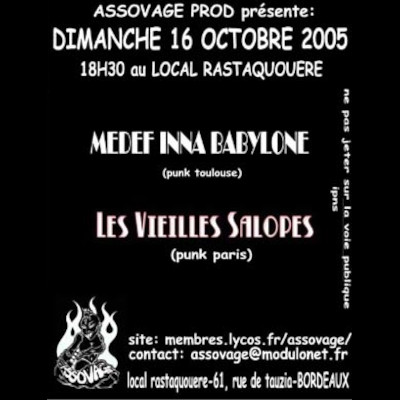 ASSOVAGE PROD présente:
DIMANCHE 16 OCTOBRE 2005
18H30 au LOCAL RASTAQUOUERE
MEDEF INNA BABYLONE
(punk toulouse)
LES VIEILLES SALOPES
(punk paris)
ne pas jeter sur la voie publique
ipns
ASSOVAGE
site: membres.lycos.fr/assovage/
contact: assovage@modulonet.fr
local rastaquouere-61, rue de tauzia-BORDEAUX